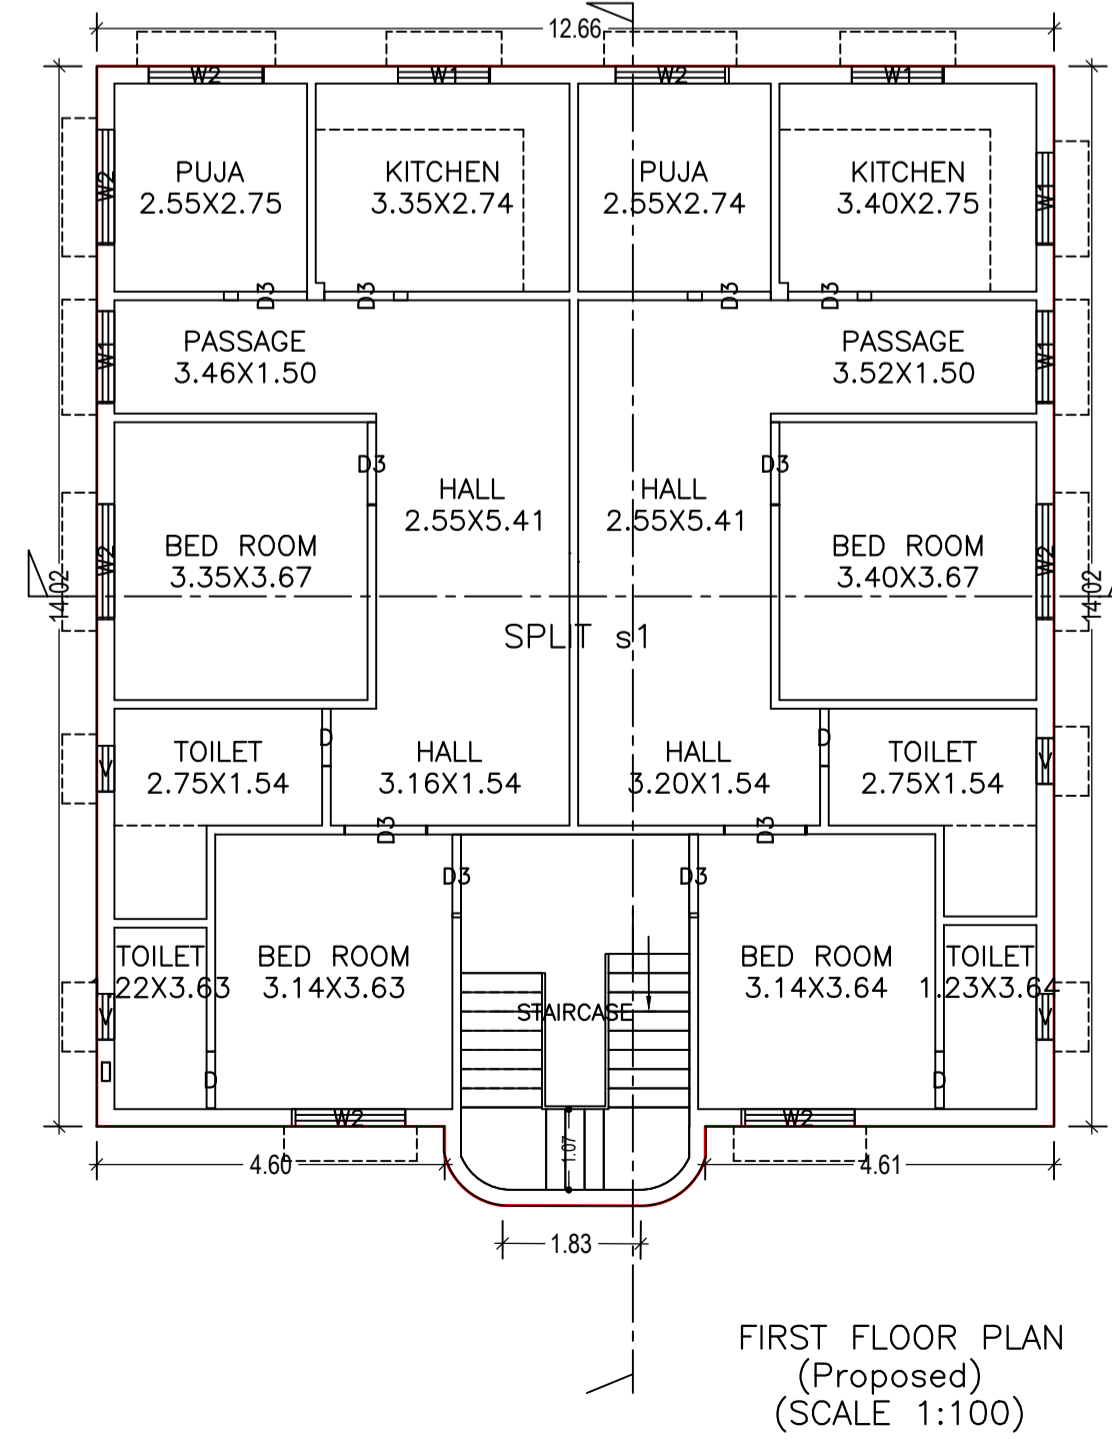 12.66
W2
W1
W2
W1
PUJA
2.55X2.75
KITCHEN
3.35X2.74
PUJA
2.55X2.74
KITCHEN
3.40X2.75
W2
W1
D3
D3
D3
D3
PASSAGE
3.46X1.50
PASSAGE
3.52X1.50
W1
W1
D3
D3
HALL
2.55X5.41
HALL
2.55X5.41
BED ROOM
3.35X3.67
BED ROOM
3.40X3.67
W2
W2
14.02
14.02
SPLIT s1
TOILET
2.75X1.54
D
HALL
3.16X1.54
HALL
3.20X1.54
D
TOILET
2.75X1.54
V
V
D3
D3
D3
D3
TOILET
1.22X3.63
BED ROOM
3.14X3.63
BED ROOM
3.14X3.64
TOILET
1.23X3.64
STAIRCASE
V
V
D
D
W2
W2
1.07
4.60
4.61
1.83
FIRST FLOOR PLAN
(Proposed)
(SCALE 1:100)